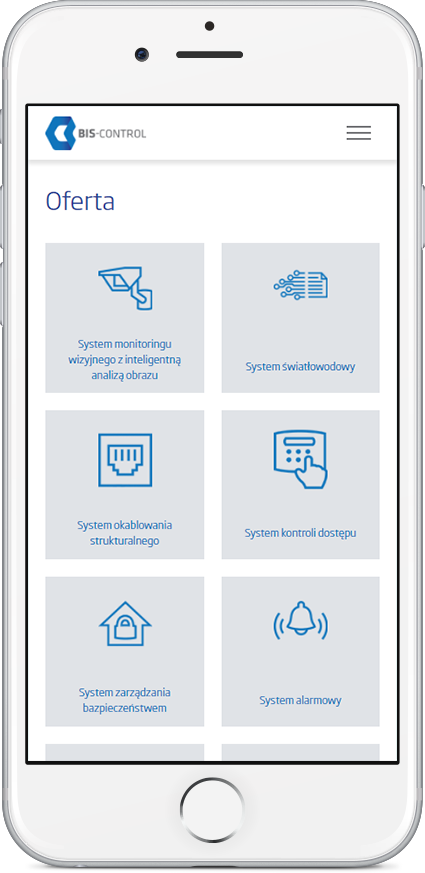 BIS-CONTROL
Oferta
System monitoringu
wizyjnego z inteligentną
analizą obrazu
System światłowodowy
System okablowania
strukturalnego
System kontroli dostępu
System zarządzania
bazpieczeństwem
System alarmowy